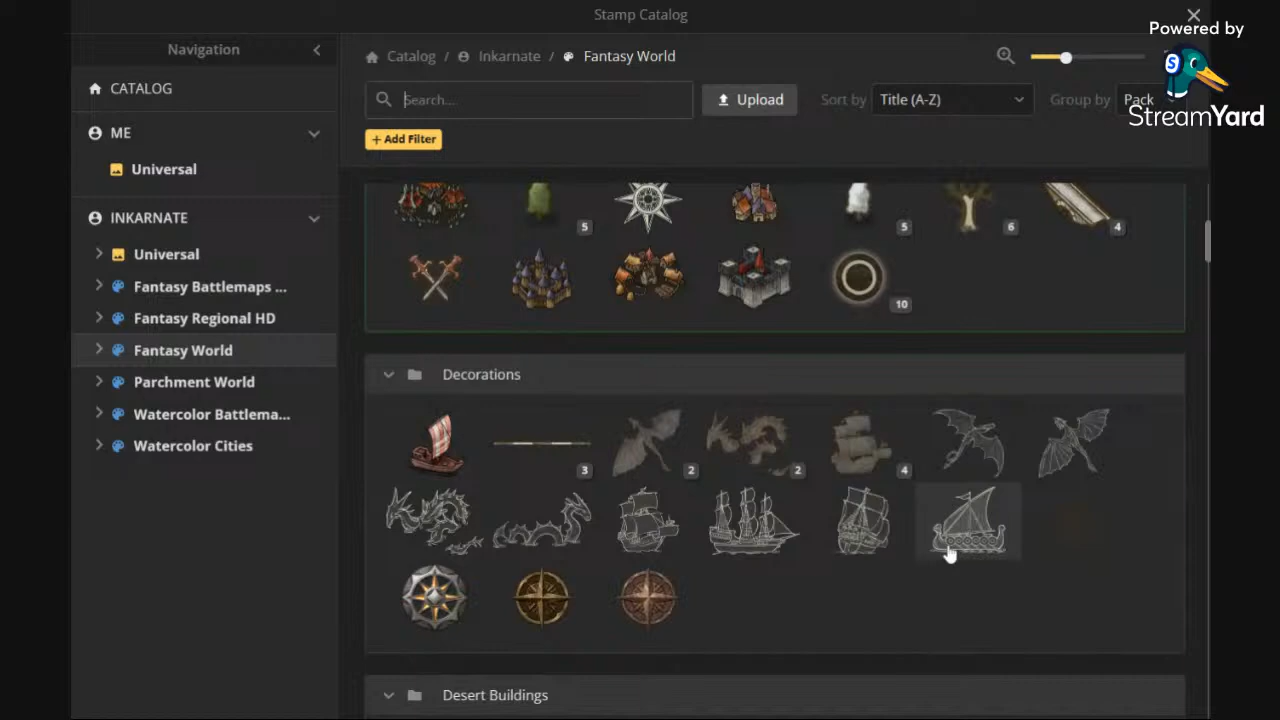 Stamp Catalog
Powered by
StreamYard
Navigation
CATALOG
ME
Universal
INKARNATE
Universal
Fantasy Battlemaps ...
Fantasy Regional HD
Fantasy World
Parchment World
Watercolor Battlema...
Watercolor Cities
Catalog / Inkarnate / Fantasy World
Search... Upload Sort by Title (A-Z) Group by Pack
+ Add Filter
5 5 6 4
10
Decorations
3 2 2 4
Desert Buildings